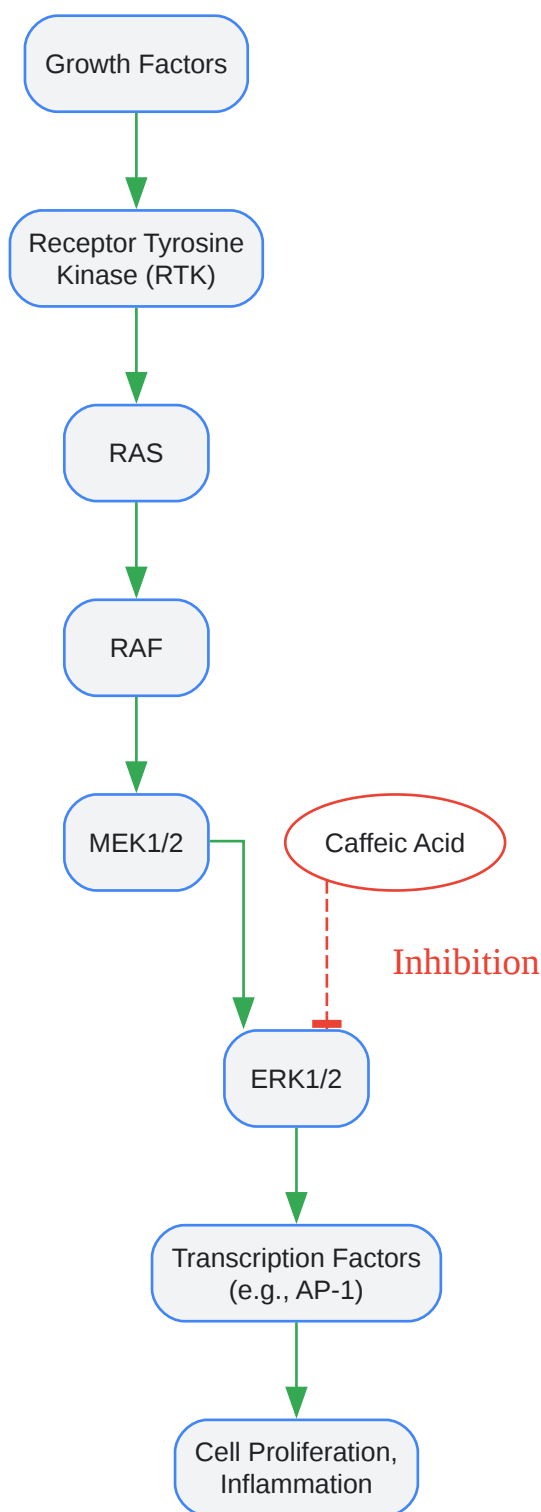 Growth Factors
Receptor Tyrosine
Kinase (RTK)
RAS
RAF
MEK1/2
Caffeic Acid
Inhibition
ERK1/2
Transcription Factors
(e.g., AP-1)
Cell Proliferation,
Inflammation